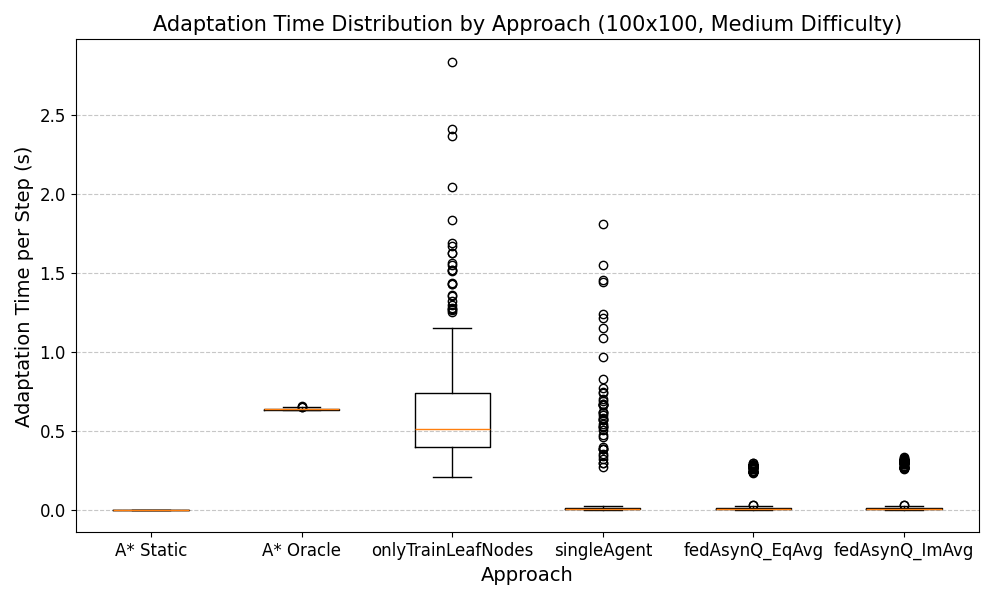 Adaptation Time Distribution by Approach (100x100, Medium Difficulty)
Adaptation Time per Step (s)
2.5
2.0
1.5
1.0
0.5
0.0
A* Static
A* Oracle
onlyTrainLeafNodes
singleAgent
fedAsynQ_EqAvg
fedAsynQ_ImAvg
Approach